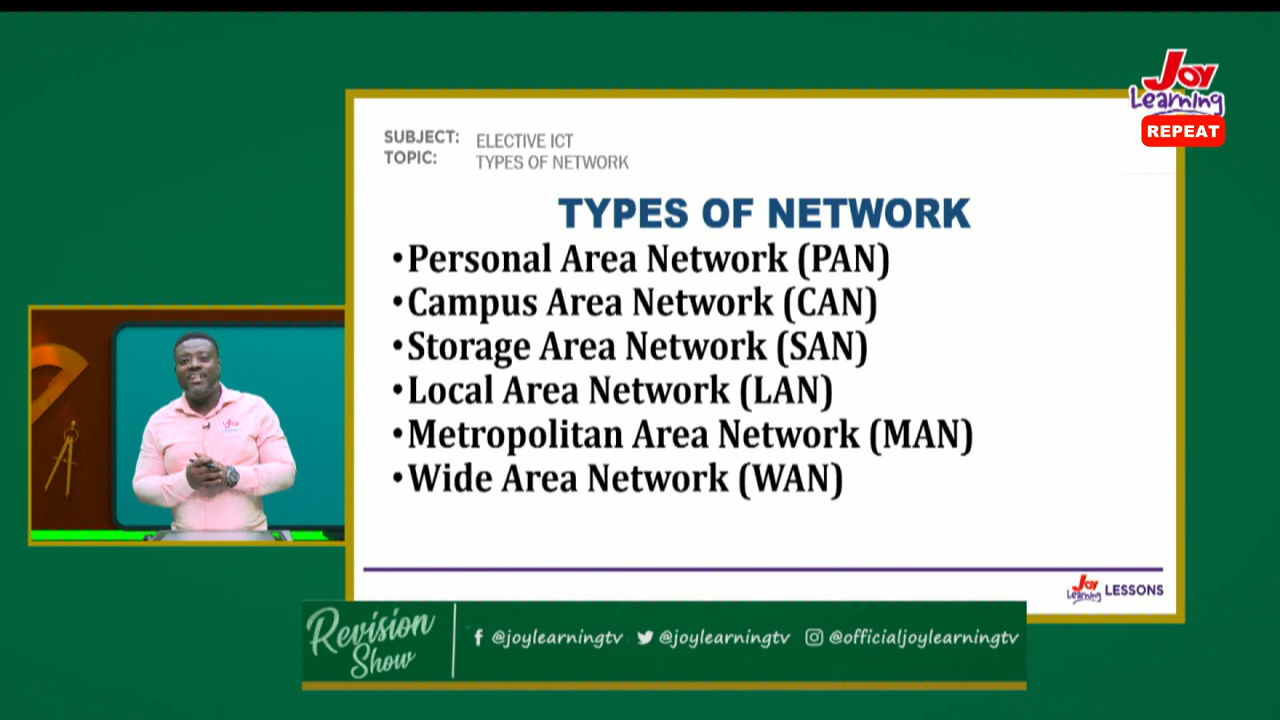 Joy
Learning
REPEAT
SUBJECT: ELECTIVE ICT
TOPIC: TYPES OF NETWORK
TYPES OF NETWORK
•Personal Area Network (PAN)
•Campus Area Network (CAN)
•Storage Area Network (SAN)
•Local Area Network (LAN)
•Metropolitan Area Network (MAN)
•Wide Area Network (WAN)
Joy
Learning LESSONS
Revision
Show
@joylearningtv @joylearningtv @officialjoylearningtv
Joy
Learning